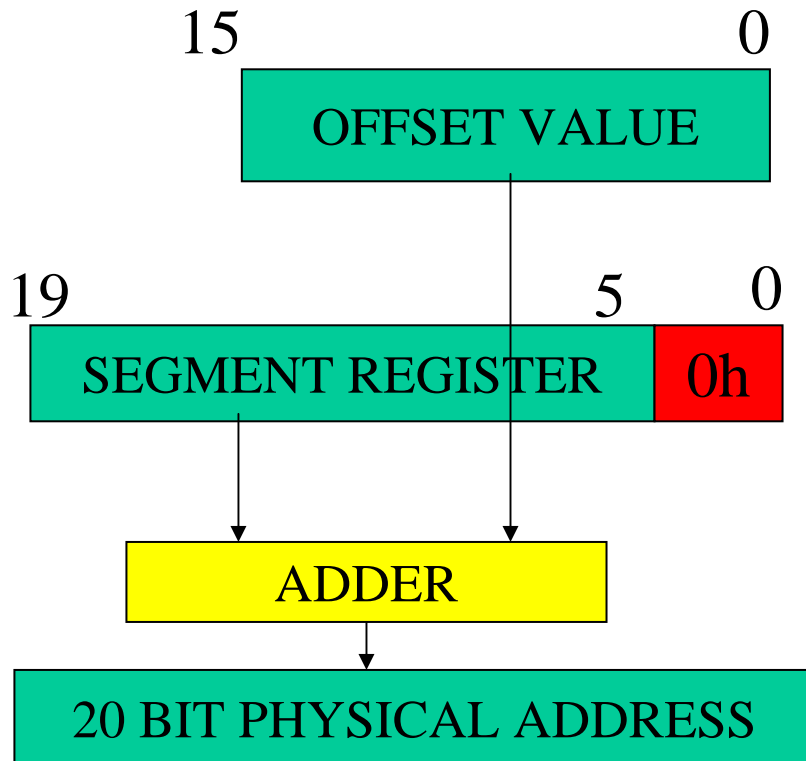 15 0
OFFSET VALUE
19 5 0
SEGMENT REGISTER 0h
ADDER
20 BIT PHYSICAL ADDRESS